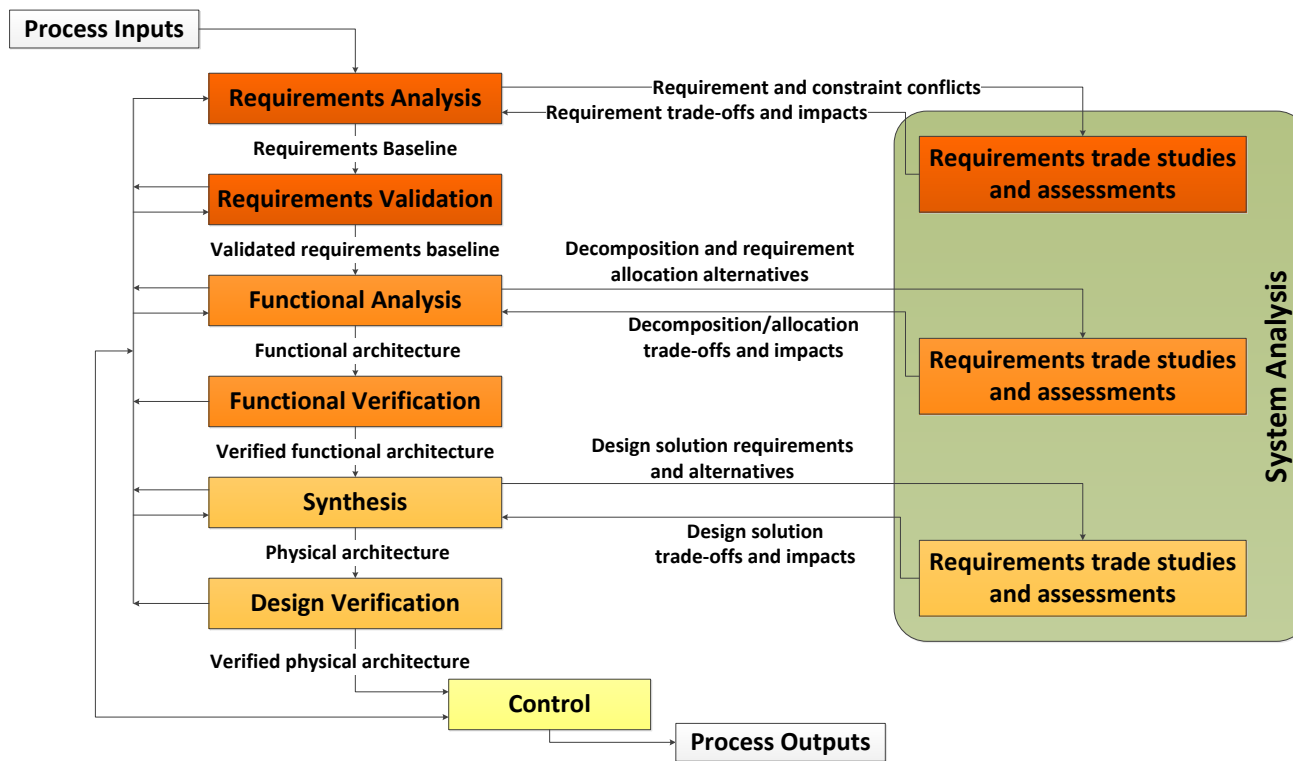 Process Inputs
Requirements Analysis
Requirement and constraint conflicts
Requirement trade-offs and impacts
Requirements Baseline
Requirements trade studies
and assessments
Requirements Validation
Validated requirements baseline
Decomposition and requirement
allocation alternatives
Functional Analysis
Decomposition/allocation
trade-offs and impacts
Functional architecture
Requirements trade studies
and assessments
System Analysis
Functional Verification
Verified functional architecture
Design solution requirements
and alternatives
Synthesis
Design solution
trade-offs and impacts
Physical architecture
Requirements trade studies
and assessments
Design Verification
Verified physical architecture
Control
Process Outputs